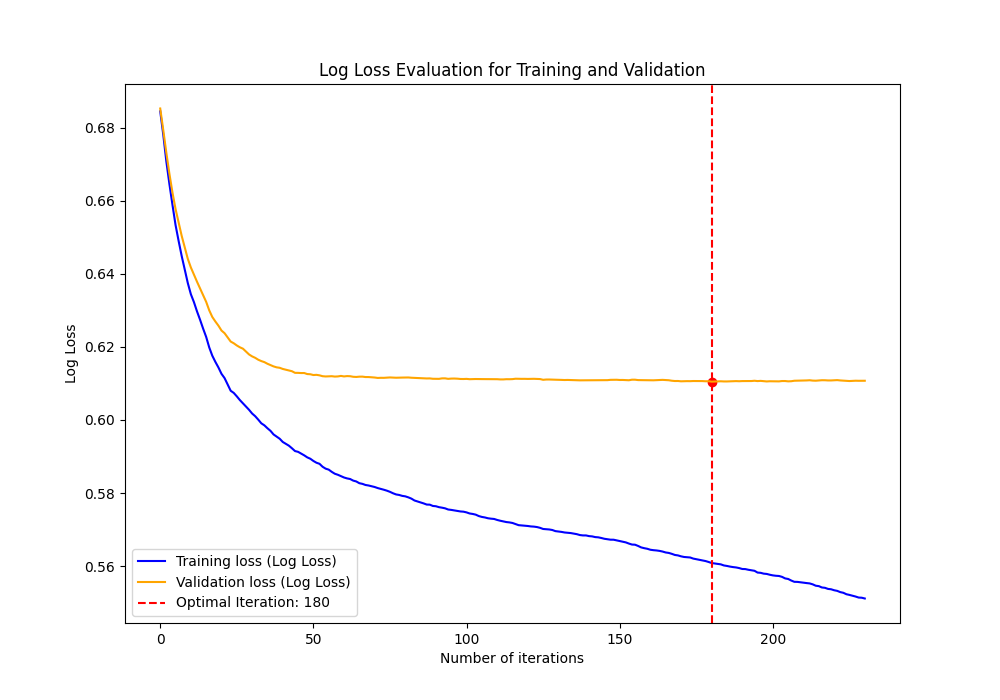 Log Loss Evaluation for Training and Validation
Log Loss
0.68
0.66
0.64
0.62
0.60
0.58
0.56
Training loss (Log Loss)
Validation loss (Log Loss)
Optimal Iteration: 180
0 50 100 150 200
Number of iterations